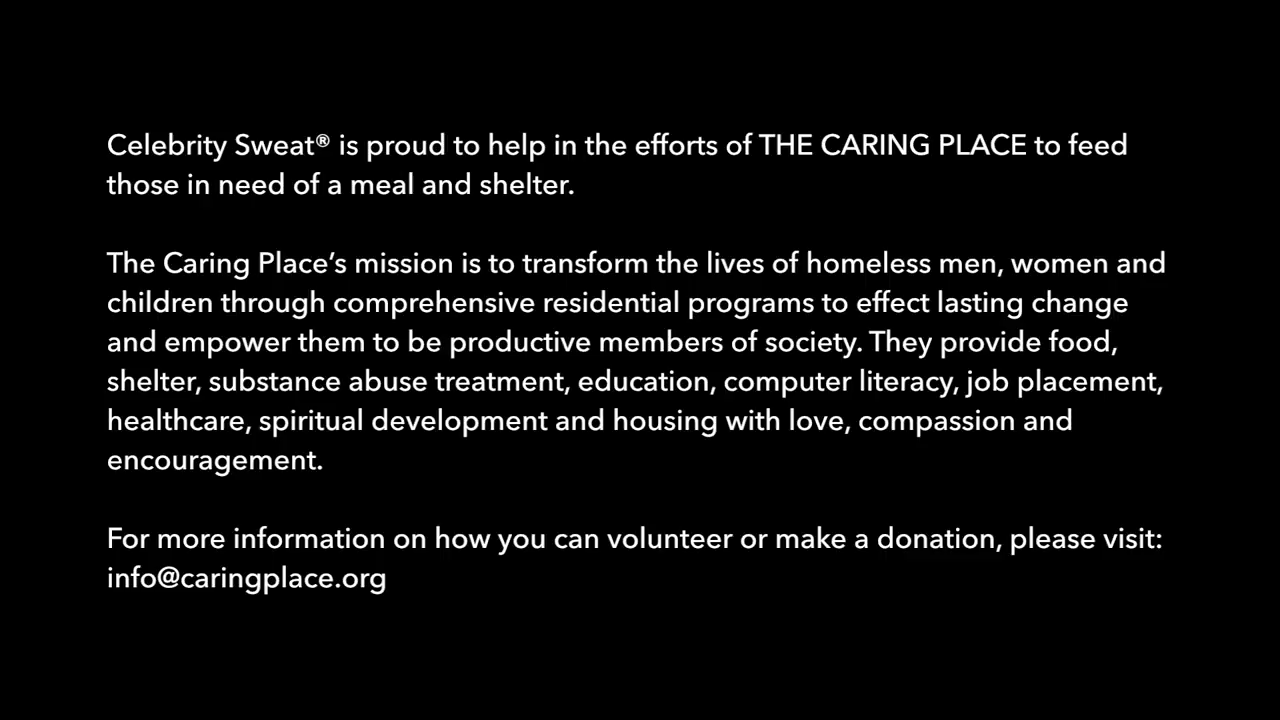 Celebrity Sweat® is proud to help in the efforts of THE CARING PLACE to feed
those in need of a meal and shelter.
The Caring Place’s mission is to transform the lives of homeless men, women and
children through comprehensive residential programs to effect lasting change
and empower them to be productive members of society. They provide food,
shelter, substance abuse treatment, education, computer literacy, job placement,
healthcare, spiritual development and housing with love, compassion and
encouragement.
For more information on how you can volunteer or make a donation, please visit:
info@caringplace.org